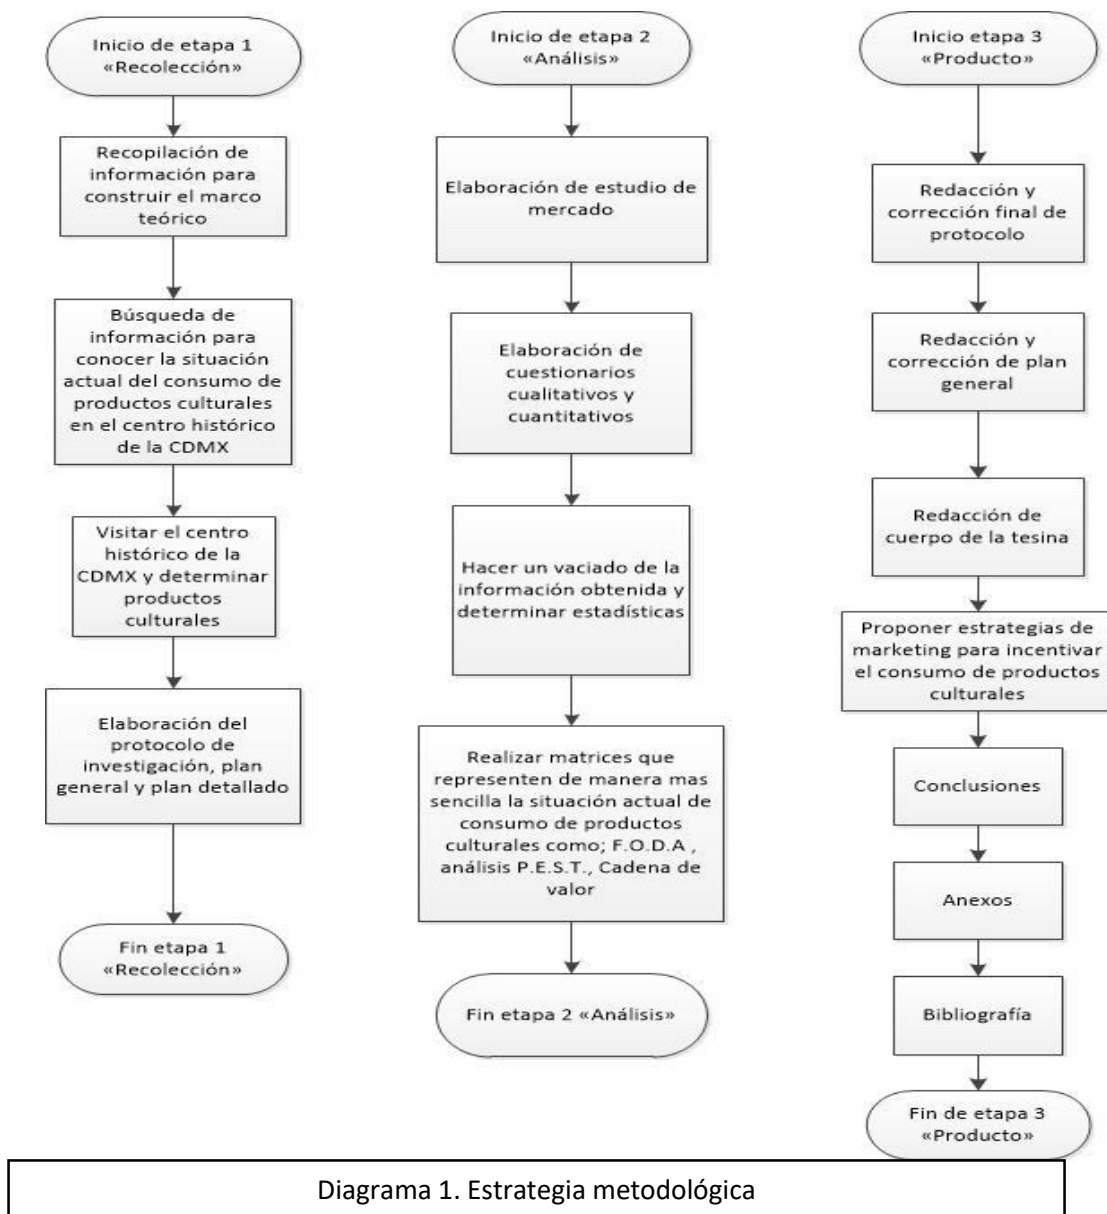 Inicio de etapa 1
«Recolección»
Recopilación de
información para
construir el marco
teórico
Búsqueda de
información para
conocer la situación
actual del consumo de
productos culturales
en el centro histórico
de la CDMX
Visitar el centro
histórico de la
CDMX y determinar
productos
culturales
Elaboración del
protocolo de
investigación, plan
general y plan detallado
Fin etapa 1
«Recolección»
Inicio de etapa 2
«Análisis»
Elaboración de estudio de
mercado
Elaboración de
cuestionarios
cualitativos y
cuantitativos
Hacer un vaciado de la
información obtenida y
determinar estadísticas
Realizar matrices que
representen de manera mas
sencilla la situación actual de
consumo de productos
culturales como; F.O.D.A ,
análisis P.E.S.T., Cadena de
valor
Fin etapa 2 «Análisis»
Inicio etapa 3
«Producto»
Redacción y
corrección final de
protocolo
Redacción y
corrección de plan
general
Redacción de
cuerpo de la tesina
Proponer estrategias de
marketing para incentivar
el consumo de productos
culturales
Conclusiones
Anexos
Bibliografía
Fin de etapa 3
«Producto»
Diagrama 1. Estrategia metodológica